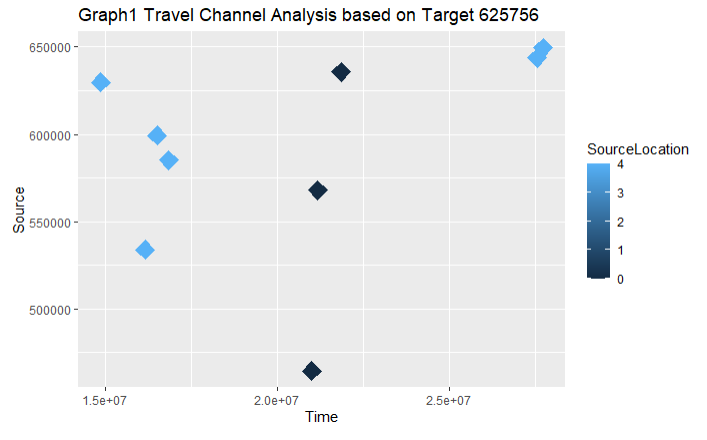 Graph1 Travel Channel Analysis based on Target 625756
650000
600000
550000
500000
Source
1.5e+07
2.0e+07
2.5e+07
Time
SourceLocation
4
3
2
1
0